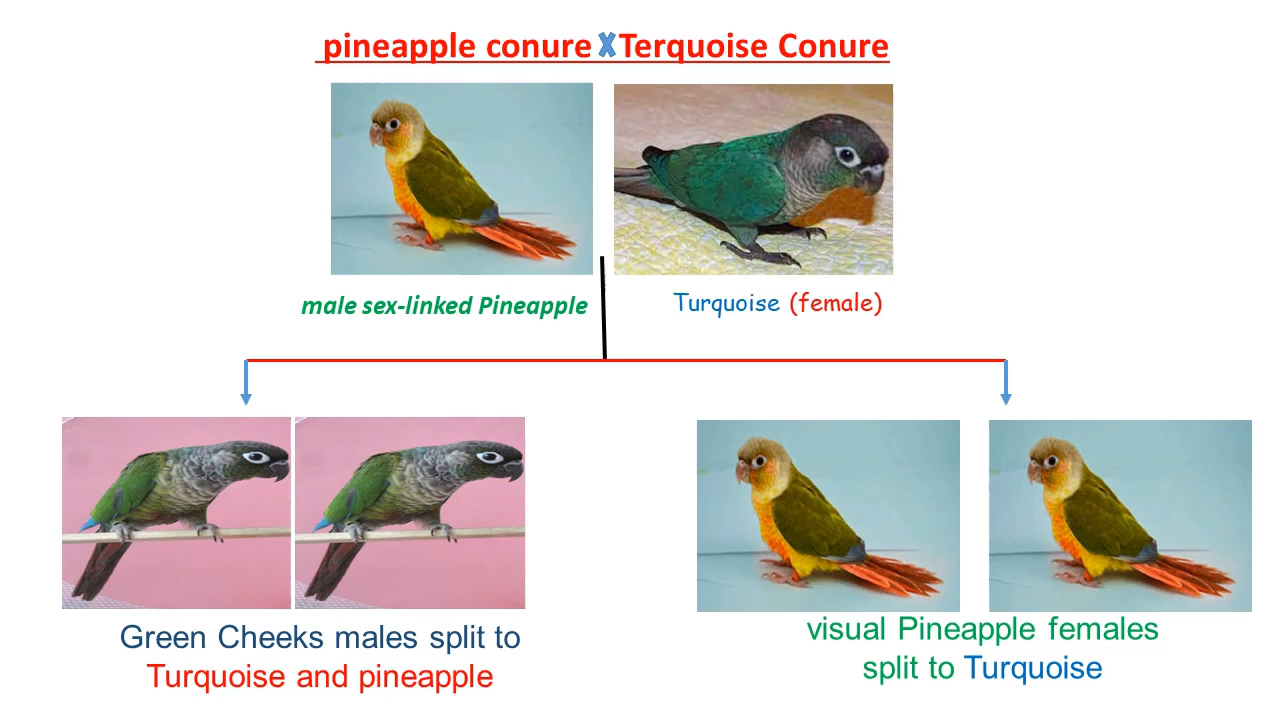 pineapple conure X Terquoise Conure
male sex-linked Pineapple
Turquoise (female)
Green Cheeks males split to
Turquoise and pineapple
visual Pineapple females
split to Turquoise